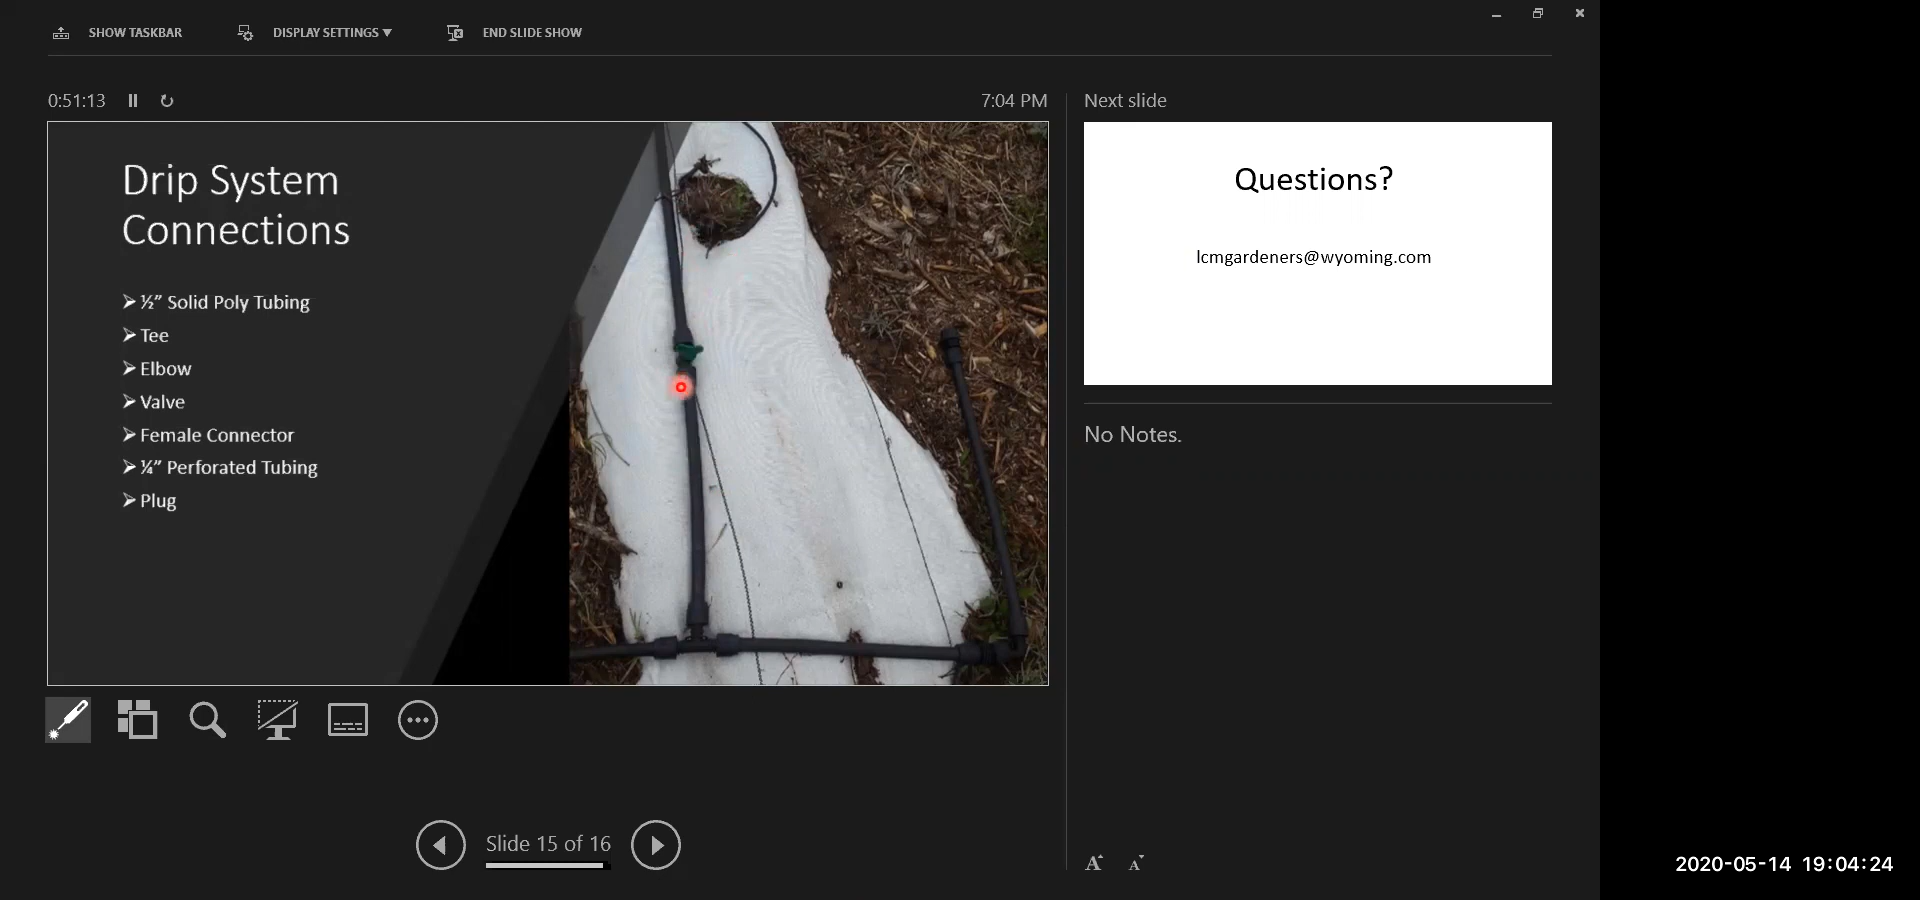 SHOW TASKBAR
DISPLAY SETTINGS ▼
END SLIDE SHOW
0:51:13
7:04 PM
Next slide
Drip System
Connections
➢ ½” Solid Poly Tubing
➢ Tee
➢ Elbow
➢ Valve
➢ Female Connector
➢ ¼” Perforated Tubing
➢ Plug
Questions?
lcmgardeners@wyoming.com
No Notes.
Slide 15 of 16
A A
2020-05-14 19:04:24